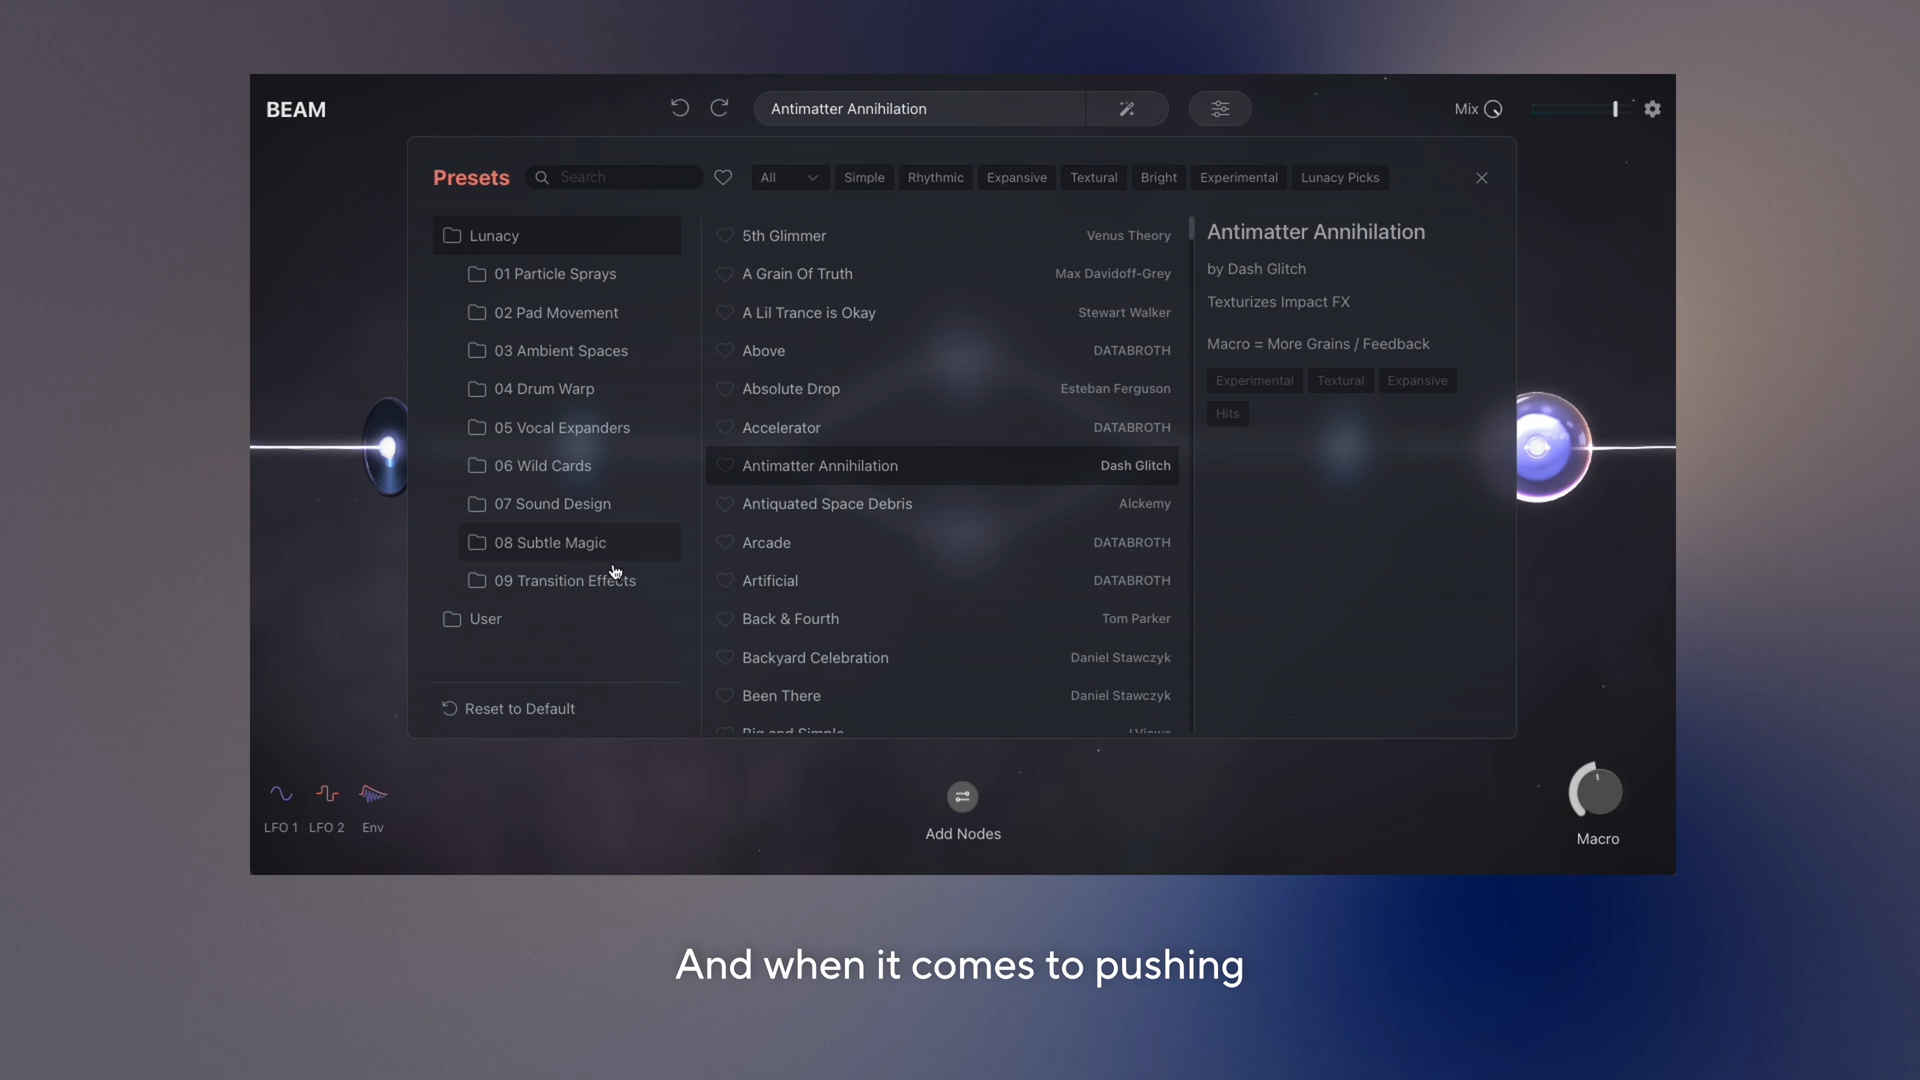 BEAM
Antimatter Annihilation
Mix
Presets
Search
All
Simple
Rhythmic
Expansive
Textural
Bright
Experimental
Lunacy Picks
Lunacy
01 Particle Sprays
02 Pad Movement
03 Ambient Spaces
04 Drum Warp
05 Vocal Expanders
06 Wild Cards
07 Sound Design
08 Subtle Magic
09 Transition Effects
User
Reset to Default
5th Glimmer Venus Theory
A Grain Of Truth Max Davidoff-Grey
A Lil Trance is Okay Stewart Walker
Above DATABROTH
Absolute Drop Esteban Ferguson
Accelerator DATABROTH
Antimatter Annihilation Dash Glitch
Antiquated Space Debris Alckemy
Arcade DATABROTH
Artificial DATABROTH
Back & Fourth Tom Parker
Backyard Celebration Daniel Stawczyk
Been There Daniel Stawczyk
Big and Simple
Antimatter Annihilation
by Dash Glitch
Texturizes Impact FX
Macro = More Grains / Feedback
Experimental
Textural
Expansive
Hits
LFO 1
LFO 2
Env
Add Nodes
Macro
And when it comes to pushing